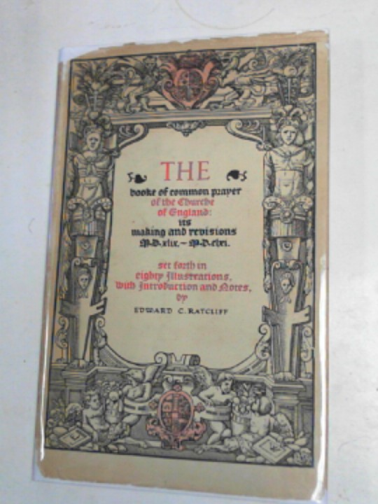 THE
booke of common prayer
of the Churche
of England:
its
making and revisions
M.D.xlix. – M.D.clxi.
set forth in
eighty Illustrations,
with Introduction and Notes,
by
EDWARD C. RATCLIFF